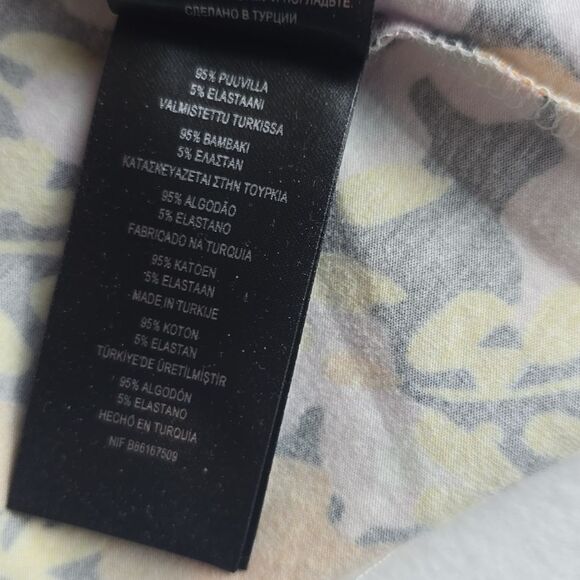 ГЛАДЬТЕ.
СДЕЛАНО В ТУРЦИИ
95% PUUVILLA
5% ELASTAANI
VALMISTETTU TURKISSA
95% ΒΑΜΒΑΚΙ
5% ΕΛΑΣΤΑΝ
ΚΑΤΑΣΚΕΥΑΖΕΤΑΙ ΣΤΗΝ ΤΟΥΡΚΙΑ
95% ALGODÃO
5% ELASTANO
FABRICADO NA TURQUIA
95% KATOEN
5% ELASTAAN
MADE IN TURKIJE
95% KOTON
5% ELASTAN
TÜRKİYE'DE ÜRETİLMİŞTİR
95% ALGODÓN
5% ELASTANO
HECHO EN TURQUIA
NIF B86167509